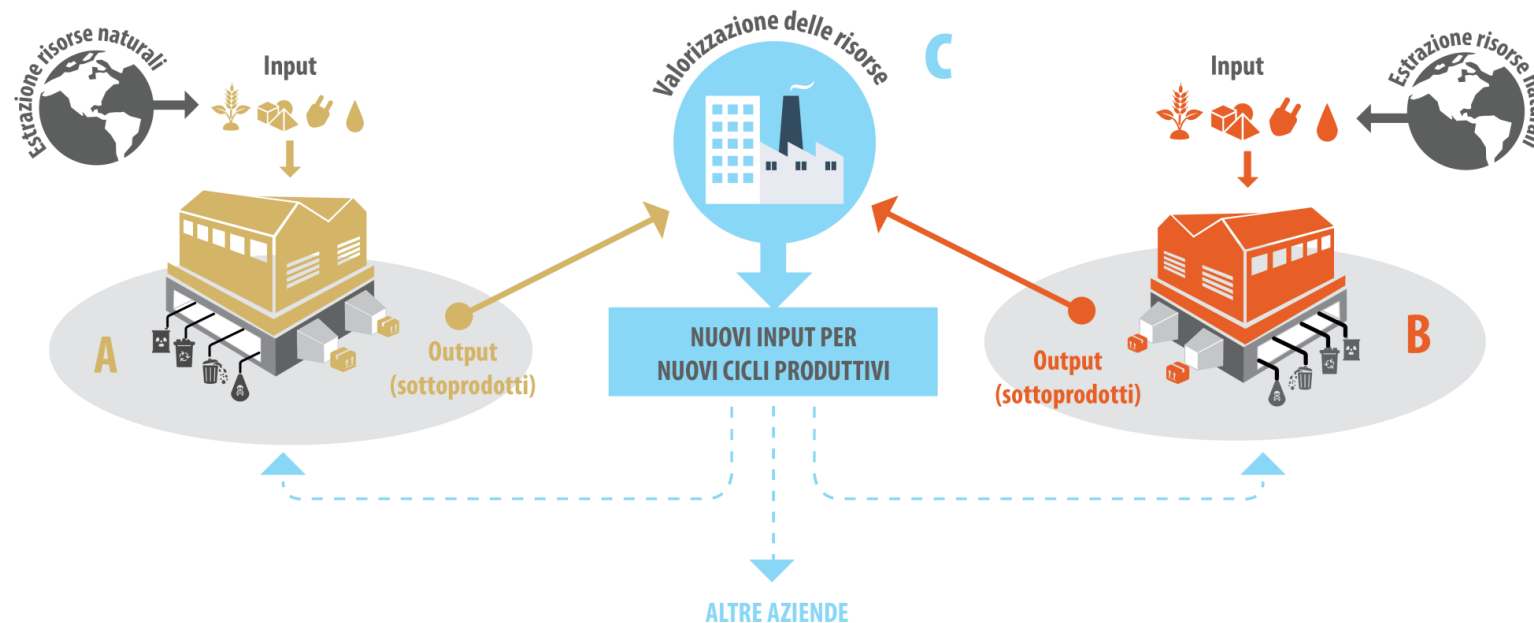 Estrazione risorse naturali
Input
A
Output
(sottoprodotti)
Valorizzazione delle risorse
C
NUOVI INPUT PER
NUOVI CICLI PRODUTTIVI
ALTRE AZIENDE
Input
Estrazione risorse naturali
Output
(sottoprodotti)
B